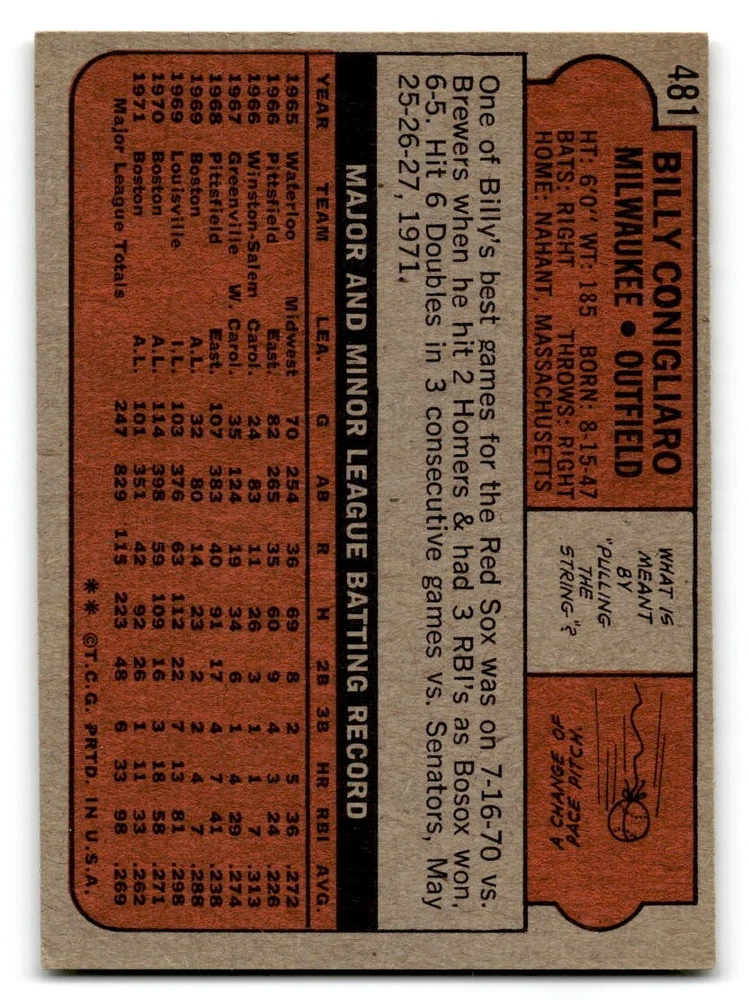 481
BILLY CONIGLIARO
MILWAUKEE • OUTFIELD
HT: 6'0" WT: 185 BORN: 8-15-47
BATS: RIGHT THROWS: RIGHT
HOME: NAHANT, MASSACHUSETTS
WHAT IS
MEANT
BY
"PULLING
THE
STRING"?
A CHANGE OF
PACE PITCH
One of Billy's best games for the Red Sox was on 7-16-70 vs.
Brewers when he hit 2 Homers & had 3 RBI's as Bosox won,
6-5. Hit 6 Doubles in 3 consecutive games vs. Senators, May
25-26-27, 1971.
MAJOR AND MINOR LEAGUE BATTING RECORD
YEAR TEAM LEA. G AB R H 2B 3B HR RBI AVG.
1965 Waterloo Midwest 70 254 36 69 8 2 5 36 .272
1966 Pittsfield East. 82 265 35 60 9 4 3 24 .226
1966 Winston-Salem Carol. 24 83 11 26 3 1 1 7 .313
1967 Greenville W. Carol. 35 124 19 34 6 1 4 29 .274
1968 Pittsfield East. 107 383 40 91 17 4 7 41 .238
1969 Boston A.L. 32 80 14 23 2 2 4 7 .288
1969 Louisville I.L. 103 376 63 112 22 7 13 81 .298
1970 Boston A.L. 114 398 59 109 16 3 18 58 .271
1971 Boston A.L. 101 351 42 92 26 1 11 33 .262
Major League Totals 247 829 115 223 48 6 33 98 .269
** ©T.C.G. PRTD. IN U.S.A.